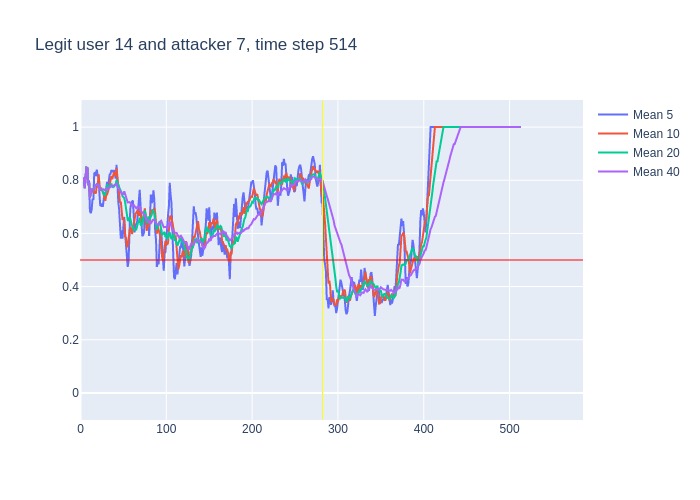 Legit user 14 and attacker 7, time step 514
Mean 5
Mean 10
Mean 20
Mean 40
1
0.8
0.6
0.4
0.2
0
0 100 200 300 400 500